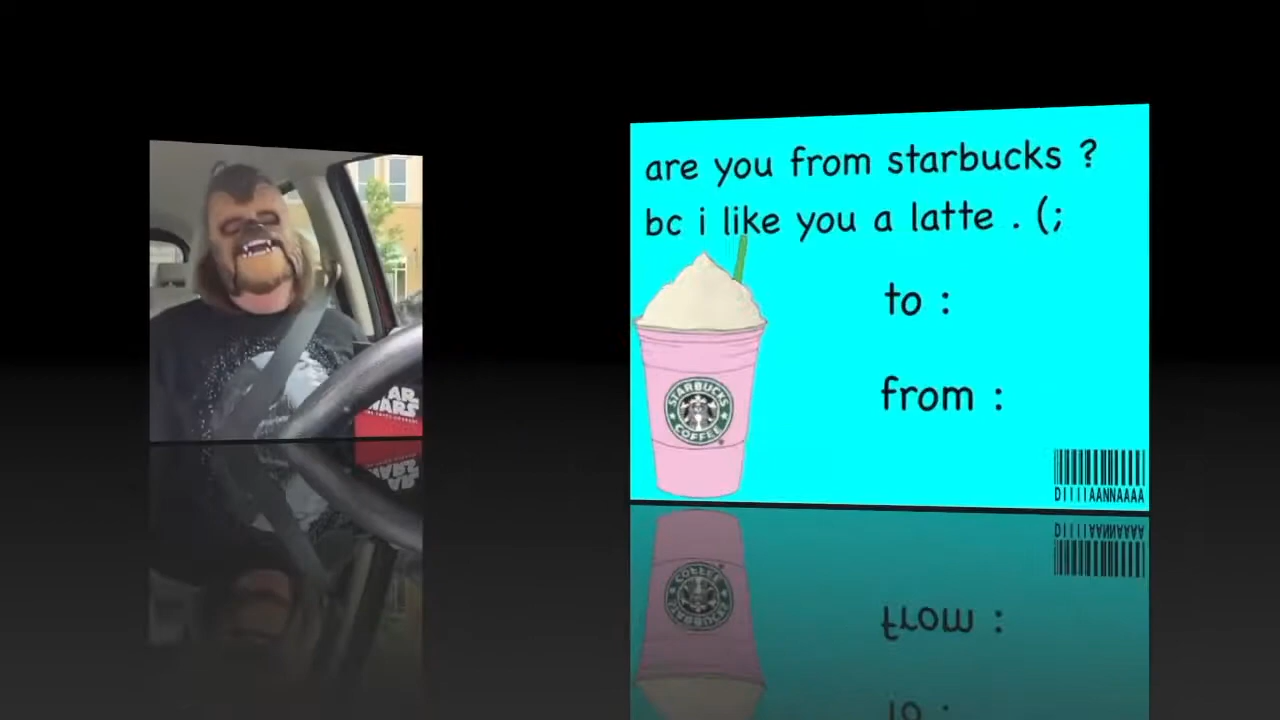 are you from starbucks ?
bc i like you a latte . (;
to :
from :
STARBUCKS
COFFEE
DIIIIAANNAAAA
STAR
WARS